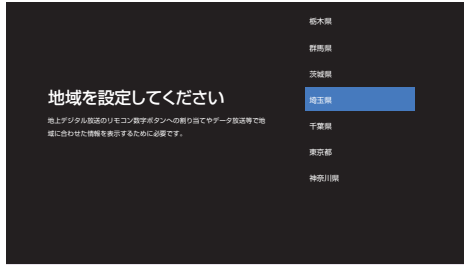 地域を設定してください
地上デジタル放送のリモコン数字ボタンへの割り当てやデータ放送等で地
域に合わせた情報を表示するために必要です。
栃木県
群馬県
茨城県
埼玉県
千葉県
東京都
神奈川県